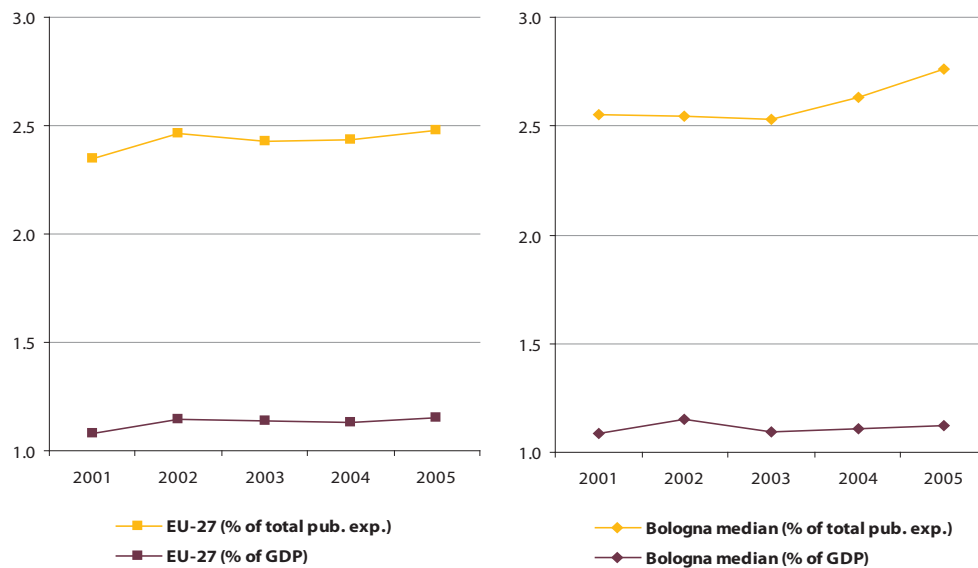 3.0
2.5
2.0
1.5
1.0
2001 2002 2003 2004 2005
EU-27 (% of total pub. exp.)
EU-27 (% of GDP)
3.0
2.5
2.0
1.5
1.0
2001 2002 2003 2004 2005
Bologna median (% of total pub. exp.)
Bologna median (% of GDP)